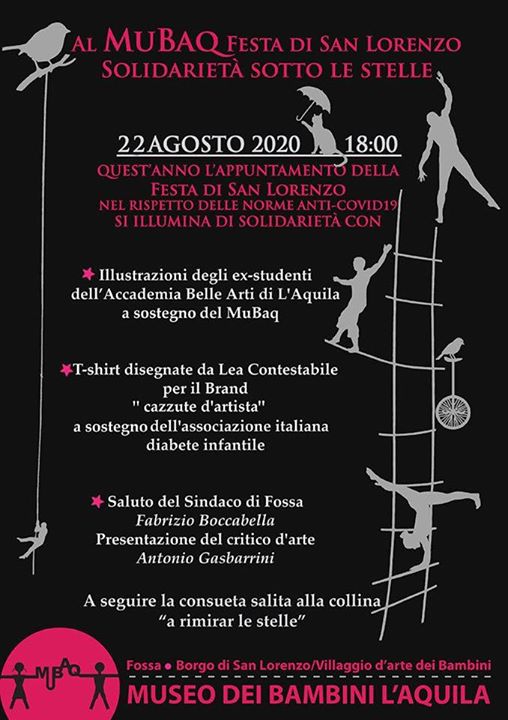 AL MUBAQ FESTA DI SAN LORENZO
SOLIDARIETÀ SOTTO LE STELLE
22 AGOSTO 2020 18:00
QUEST'ANNO L'APPUNTAMENTO DELLA
FESTA DI SAN LORENZO
NEL RISPETTO DELLE NORME ANTI-COVID19
SI ILLUMINA DI SOLIDARIETÀ CON
Illustrazioni degli ex-studenti
dell'Accademia Belle Arti di L'Aquila
a sostegno del MuBaq
T-shirt disegnate da Lea Contestabile
per il Brand
" cazzute d'artista"
a sostegno dell'associazione italiana
diabete infantile
Saluto del Sindaco di Fossa
Fabrizio Boccabella
Presentazione del critico d'arte
Antonio Gasbarrini
A seguire la consueta salita alla collina
"a rimirar le stelle"
MUBAQ
Fossa ● Borgo di San Lorenzo/Villaggio d'arte dei Bambini
MUSEO DEI BAMBINI L'AQUILA